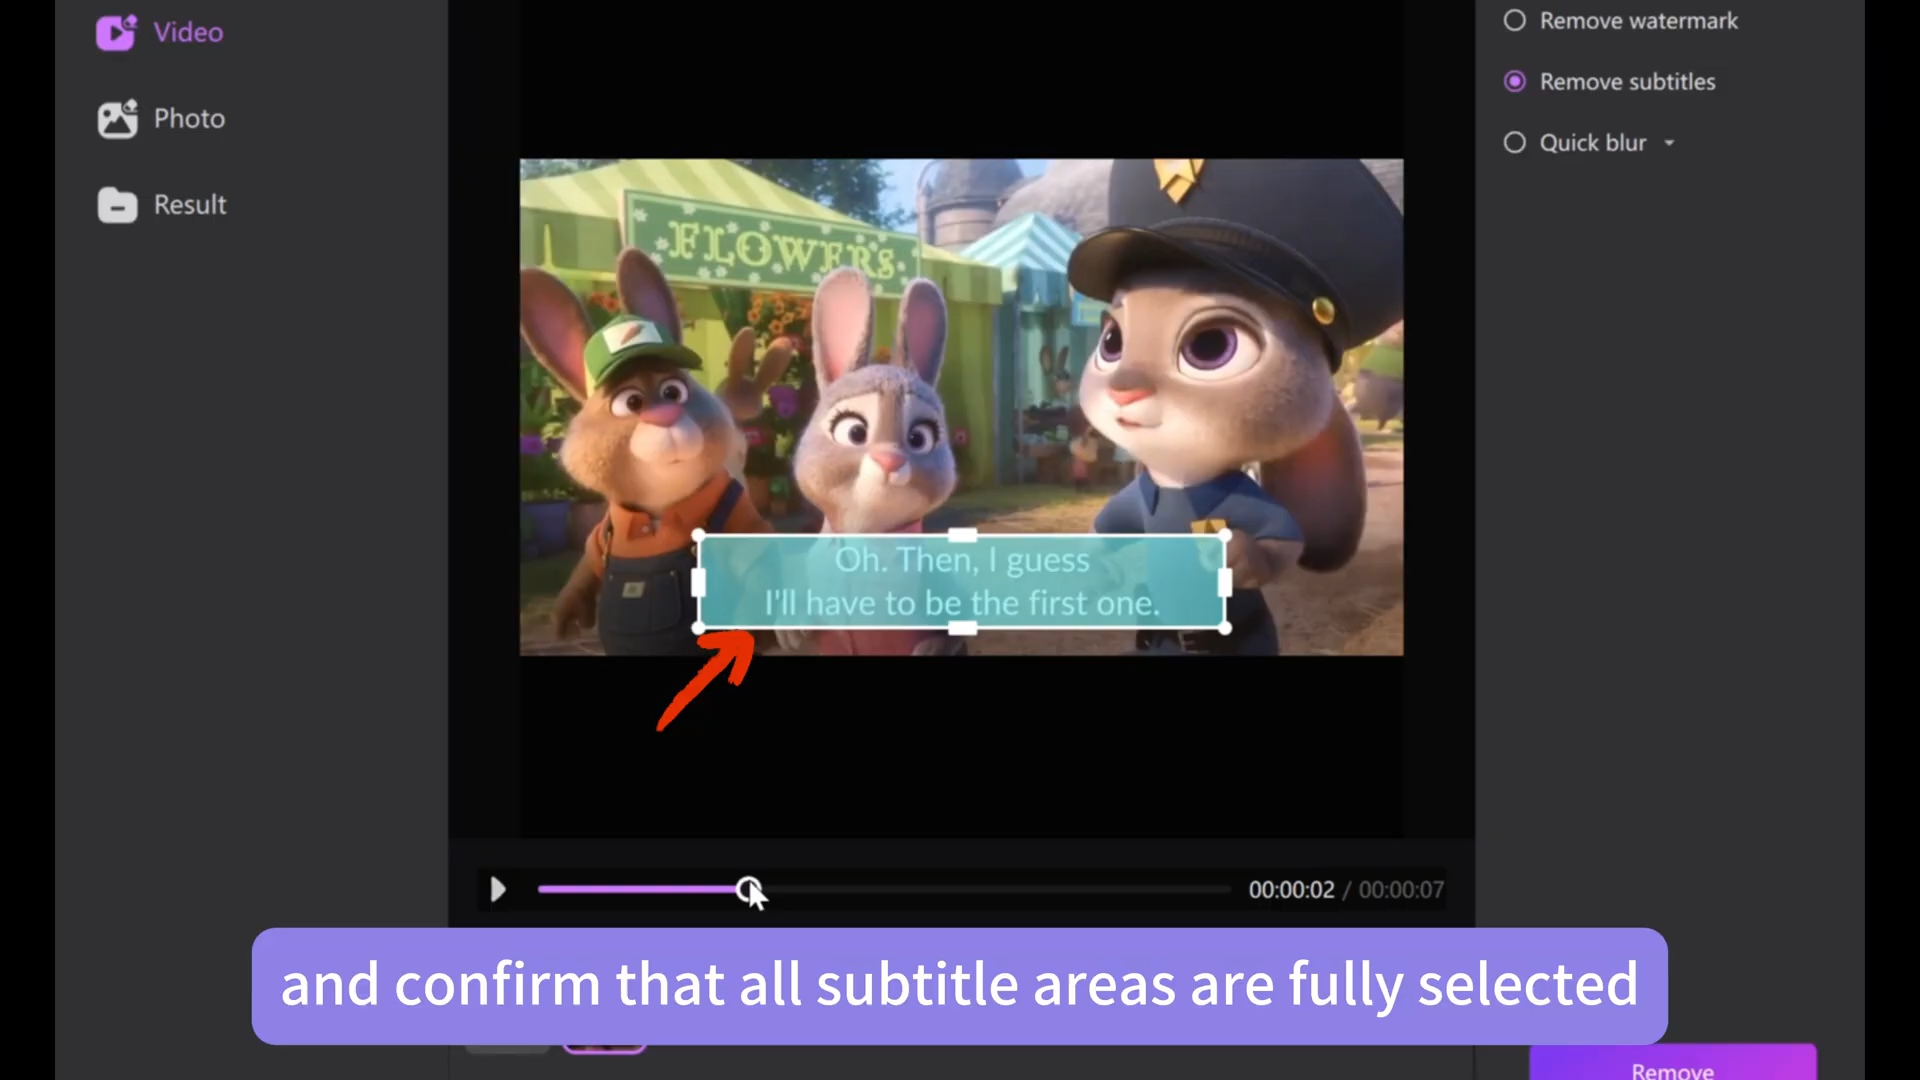 Video
Photo
Result
Remove watermark
Remove subtitles
Quick blur
FLOWERS
Oh. Then, I guess
I'll have to be the first one.
00:00:02 / 00:00:07
and confirm that all subtitle areas are fully selected
Remove